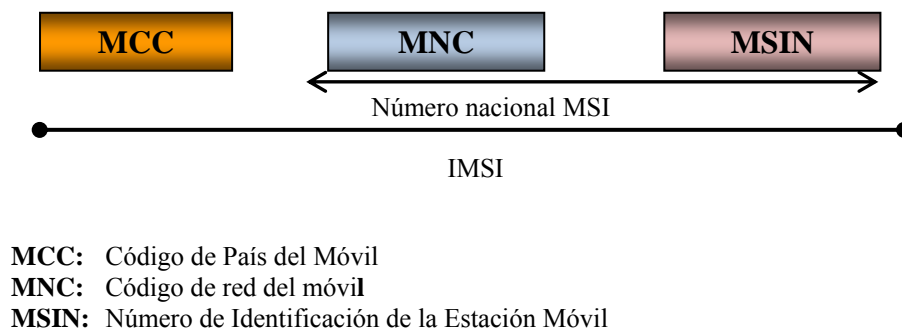 MCC MNC MSIN
Número nacional MSI
IMSI
MCC: Código de País del Móvil
MNC: Código de red del móvil
MSIN: Número de Identificación de la Estación Móvil